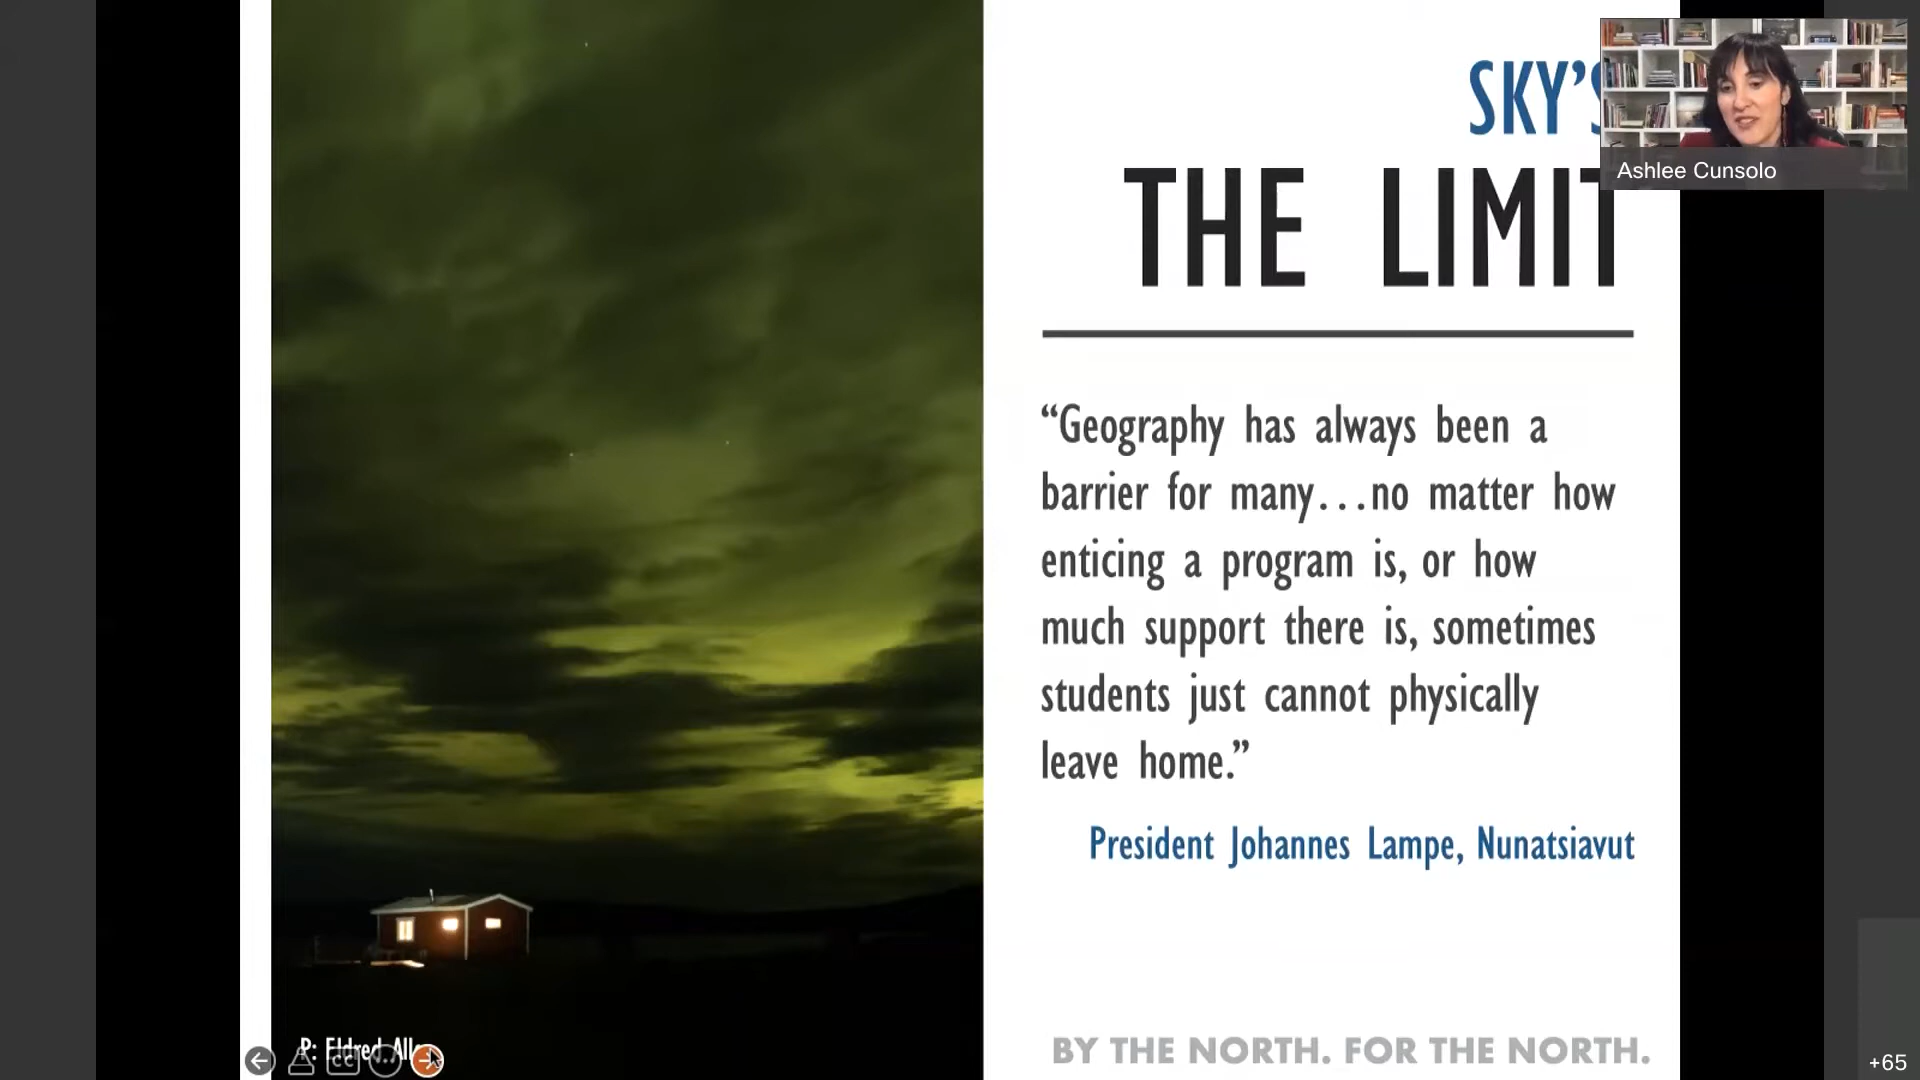 SKY'S
THE LIMIT
Ashlee Cunsolo
“Geography has always been a
barrier for many...no matter how
enticing a program is, or how
much support there is, sometimes
students just cannot physically
leave home.”
President Johannes Lampe, Nunatsiavut
P: Eldred
CC
BY THE NORTH. FOR THE NORTH.
+65